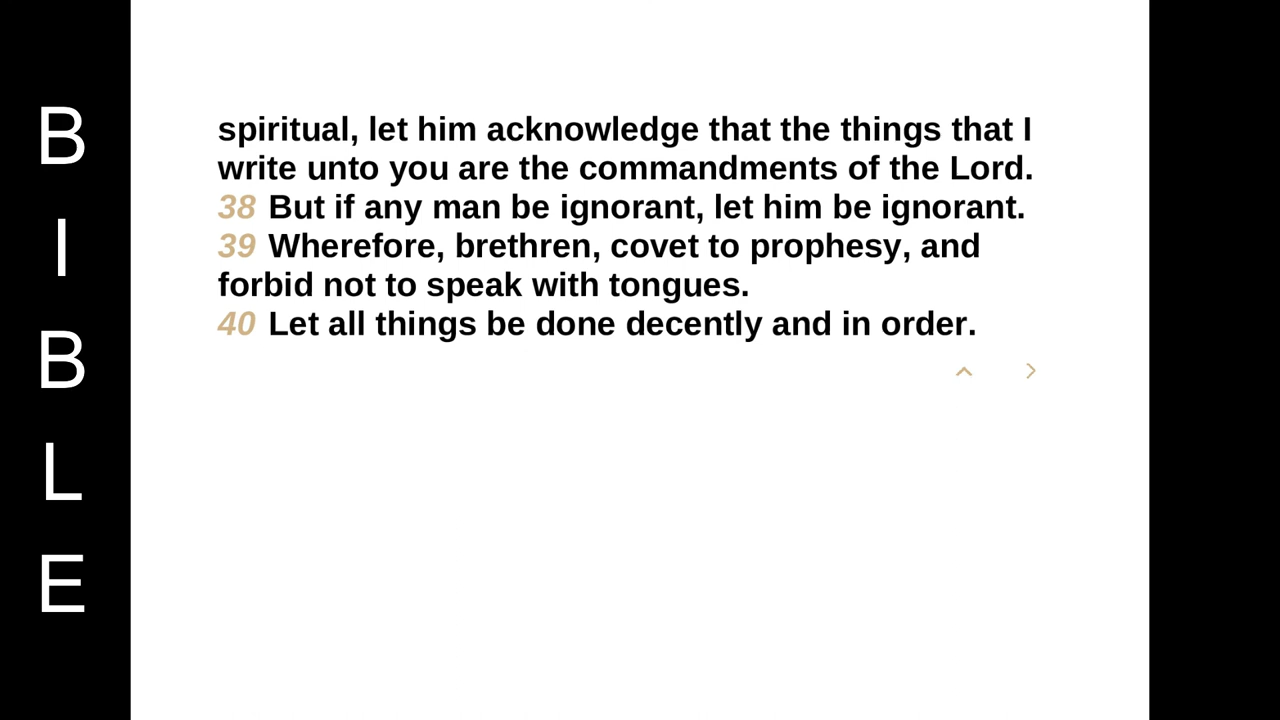 B
I
B
L
E
spiritual, let him acknowledge that the things that I
write unto you are the commandments of the Lord.
38 But if any man be ignorant, let him be ignorant.
39 Wherefore, brethren, covet to prophesy, and
forbid not to speak with tongues.
40 Let all things be done decently and in order.